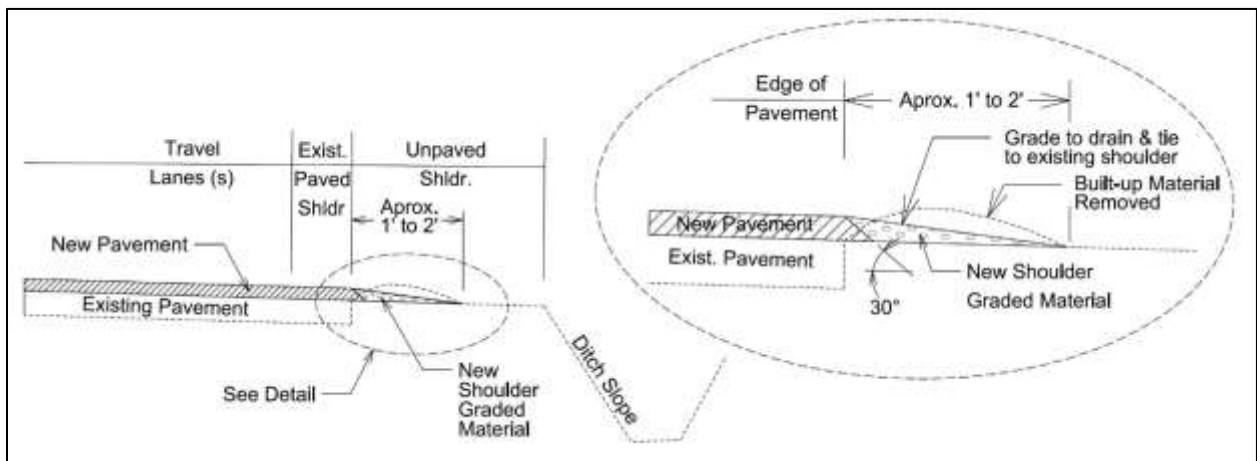 Travel
Lanes (s)
Exist.
Paved
Shldr
Unpaved
Shldr.
Aprox.
1' to 2'
New Pavement
Existing Pavement
See Detail
New
Shoulder
Graded
Material
Ditch Slope
Edge of
Pavement
Aprox. 1' to 2'
Grade to drain & tie
to existing shoulder
Built-up Material
Removed
New Pavement
Exist. Pavement
30°
New Shoulder
Graded Material